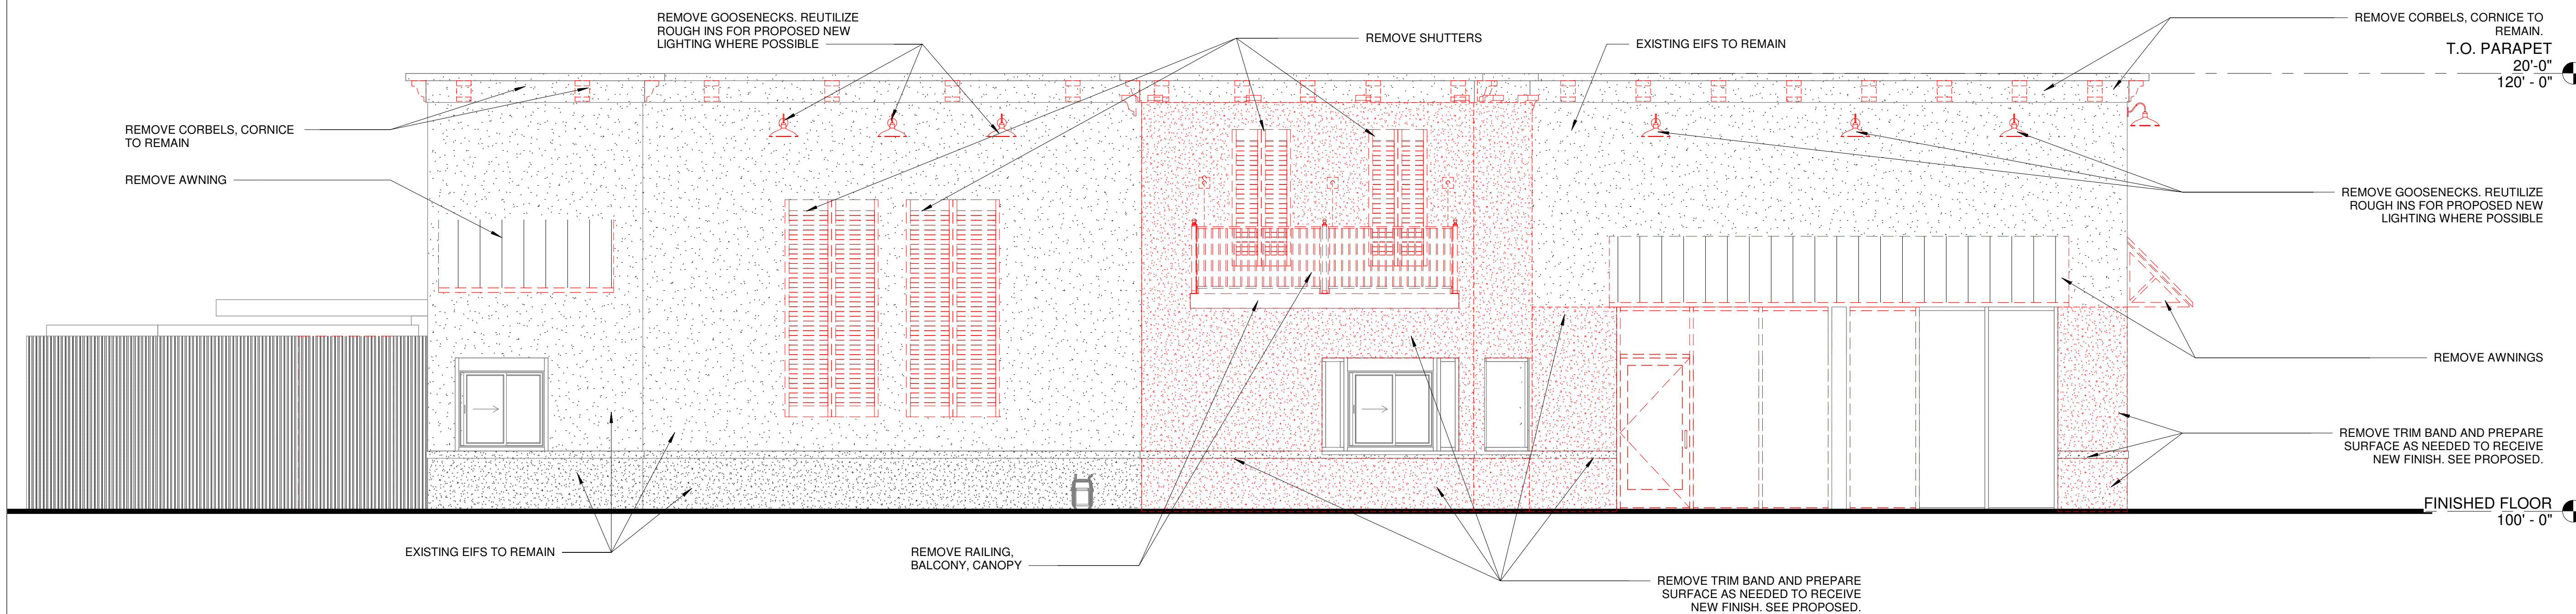 REMOVE GOOSENECKS. REUTILIZE
ROUGH INS FOR PROPOSED NEW
LIGHTING WHERE POSSIBLE
REMOVE SHUTTERS
EXISTING EIFS TO REMAIN
REMOVE CORBELS, CORNICE TO
REMAIN.
T.O. PARAPET
20'-0"
120' - 0"
REMOVE CORBELS, CORNICE
TO REMAIN
REMOVE AWNING
REMOVE GOOSENECKS. REUTILIZE
ROUGH INS FOR PROPOSED NEW
LIGHTING WHERE POSSIBLE
REMOVE AWNINGS
REMOVE TRIM BAND AND PREPARE
SURFACE AS NEEDED TO RECEIVE
NEW FINISH. SEE PROPOSED.
FINISHED FLOOR
100' - 0"
EXISTING EIFS TO REMAIN
REMOVE RAILING,
BALCONY, CANOPY
REMOVE TRIM BAND AND PREPARE
SURFACE AS NEEDED TO RECEIVE
NEW FINISH. SEE PROPOSED.